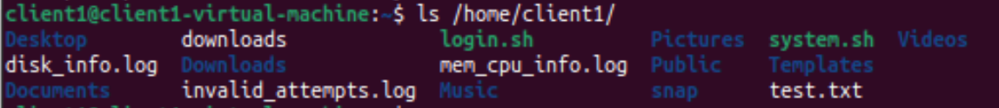 client1@client1-virtual-machine:~$ ls /home/client1/
Desktop downloads login.sh Pictures system.sh Videos
disk_info.log Downloads mem_cpu_info.log Public Templates
Documents invalid_attempts.log Music snap test.txt